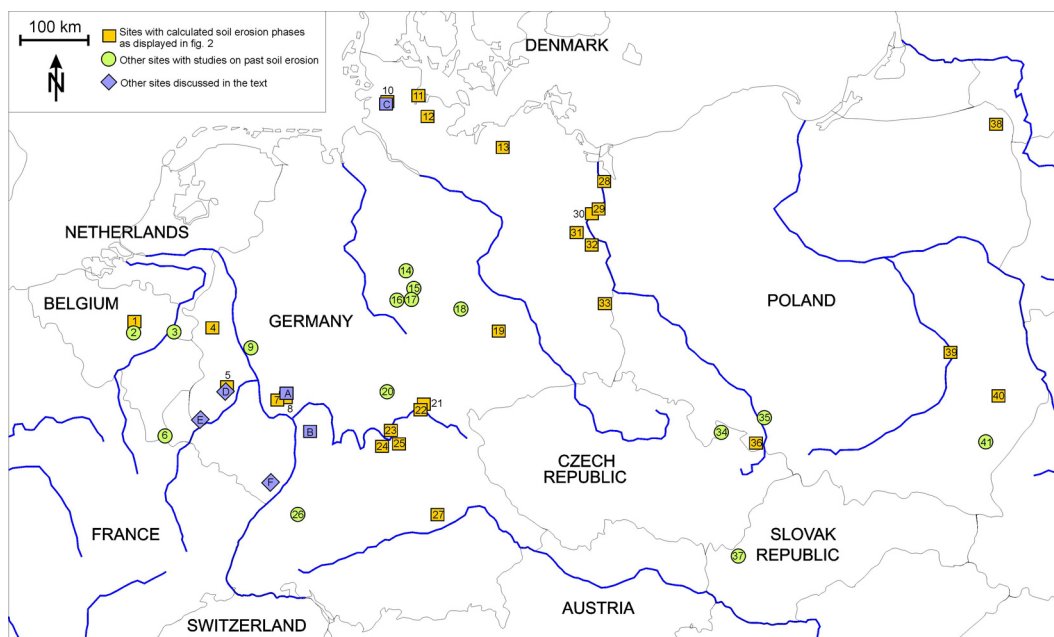 100 km
N
Sites with calculated soil erosion phases
as displayed in fig. 2
Other sites with studies on past soil erosion
Other sites discussed in the text
DENMARK
10
C
11
12
13
38
28
29
30
31
32
NETHERLANDS
14
15
16
17
18
33
BELGIUM
1
2
3
4
GERMANY
19
POLAND
9
39
5
D
A
7
8
20
21
22
40
E
B
6
23
24
25
34
35
36
41
CZECH
REPUBLIC
F
26
27
FRANCE
SLOVAK
REPUBLIC
37
AUSTRIA
SWITZERLAND